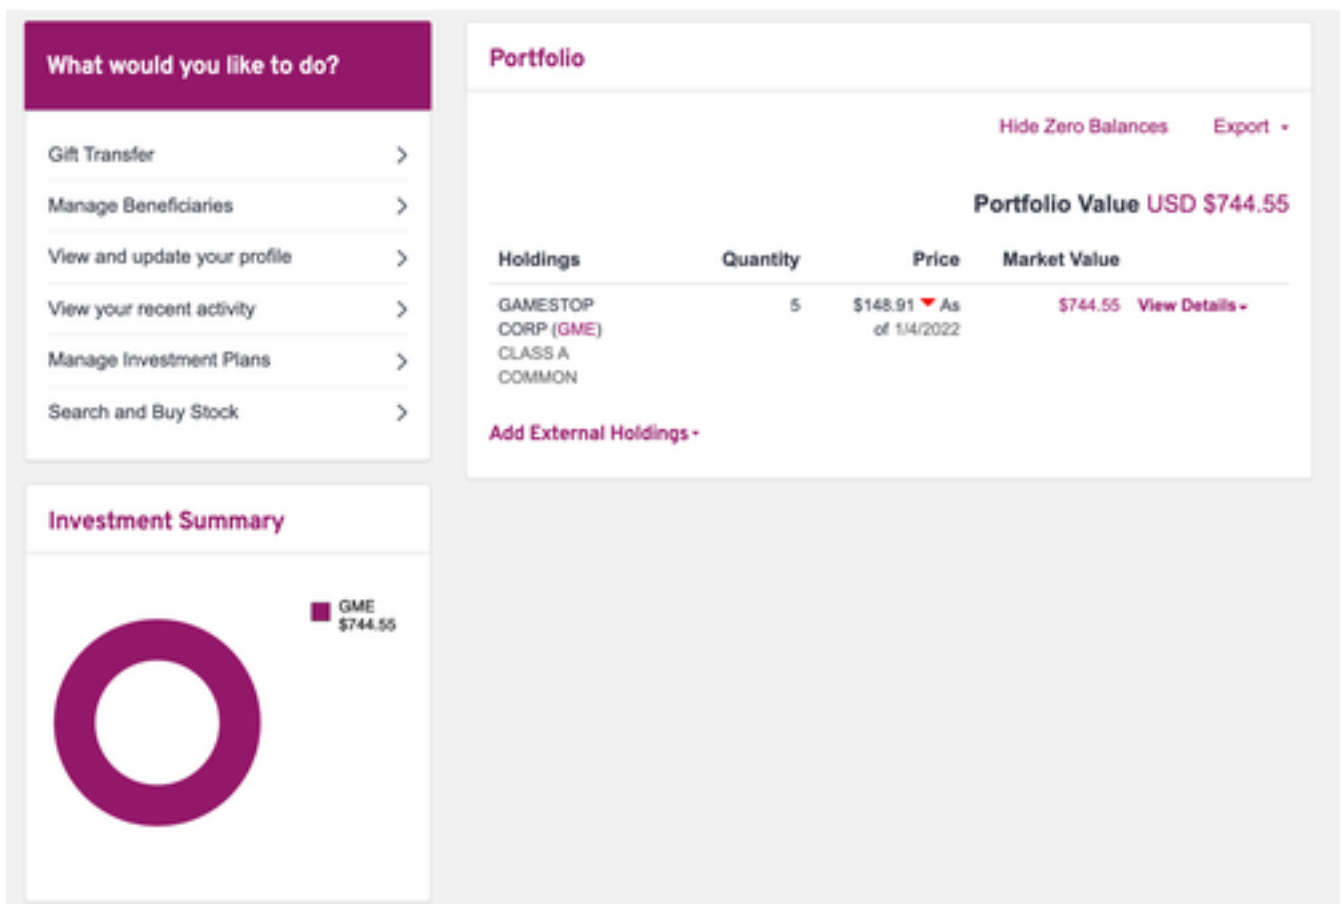 What would you like to do?
Gift Transfer
Manage Beneficiaries
View and update your profile
View your recent activity
Manage Investment Plans
Search and Buy Stock
Investment Summary
GME
$744.55
Portfolio
Hide Zero Balances Export
Portfolio Value USD $744.55
Holdings Quantity Price Market Value
GAMESTOP 5 $148.91 As $744.55 View Details
CORP (GME) of 1/4/2022
CLASS A
COMMON
Add External Holdings